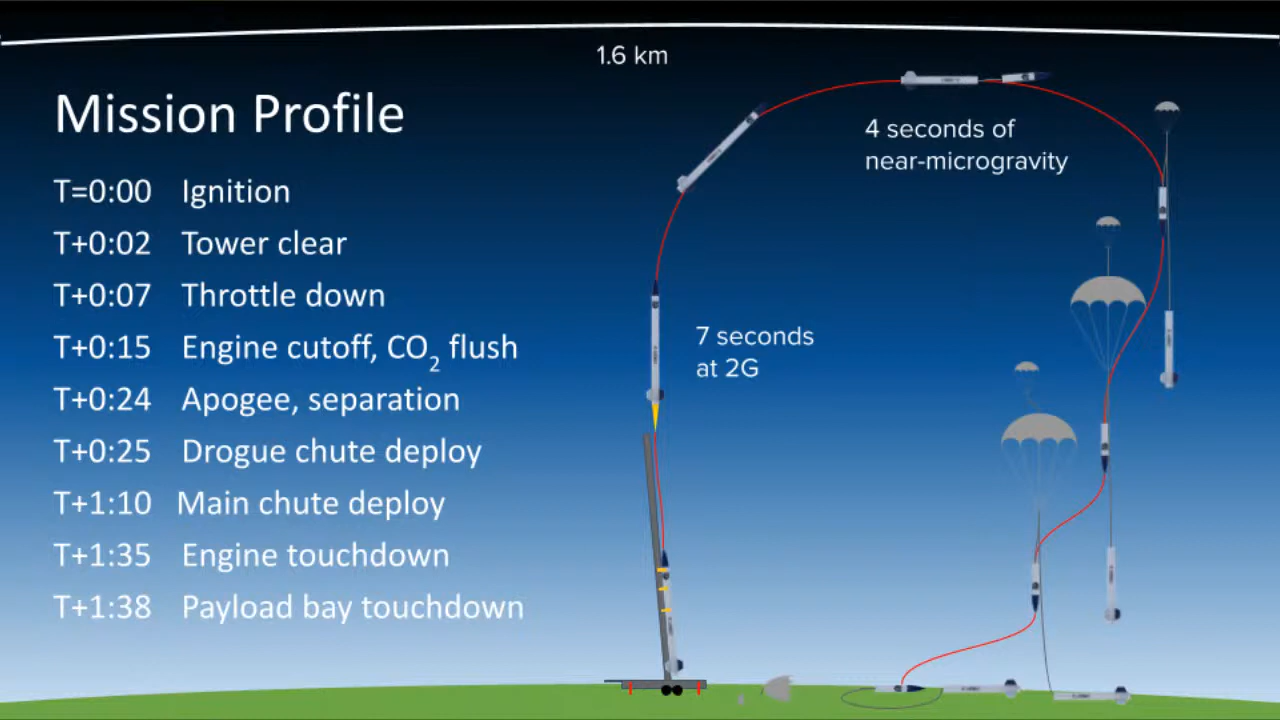 1.6 km
Mission Profile
T=0:00 Ignition
T+0:02 Tower clear
T+0:07 Throttle down
T+0:15 Engine cutoff, CO₂ flush
T+0:24 Apogee, separation
T+0:25 Drogue chute deploy
T+1:10 Main chute deploy
T+1:35 Engine touchdown
T+1:38 Payload bay touchdown
4 seconds of
near-microgravity
7 seconds
at 2G